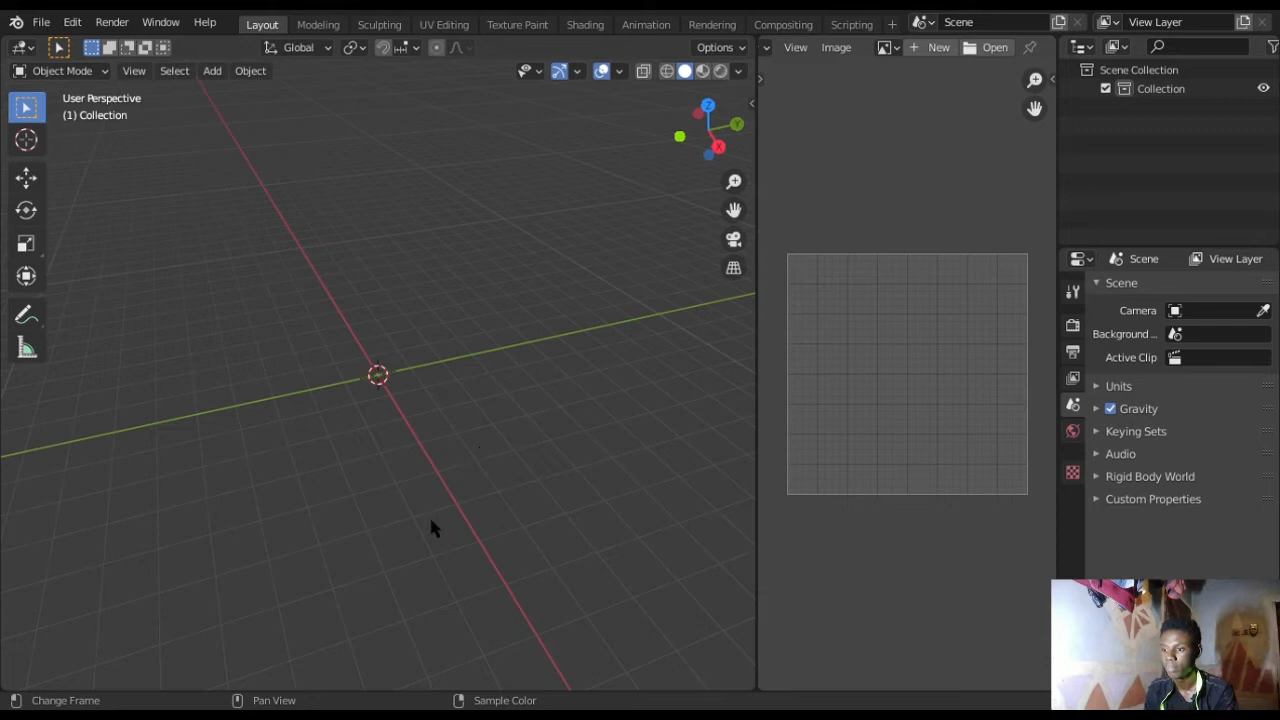 File Edit Render Window Help Layout Modeling Sculpting UV Editing Texture Paint Shading Animation Rendering Compositing Scripting + Scene View Layer
Global Options View Image New Open
Object Mode View Select Add Object
User Perspective
(1) Collection
Z
Y
X
Scene Collection
Collection
Scene View Layer
Scene
Camera
Background ...
Active Clip
Units
Gravity
Keying Sets
Audio
Rigid Body World
Custom Properties
Change Frame Pan View Sample Color